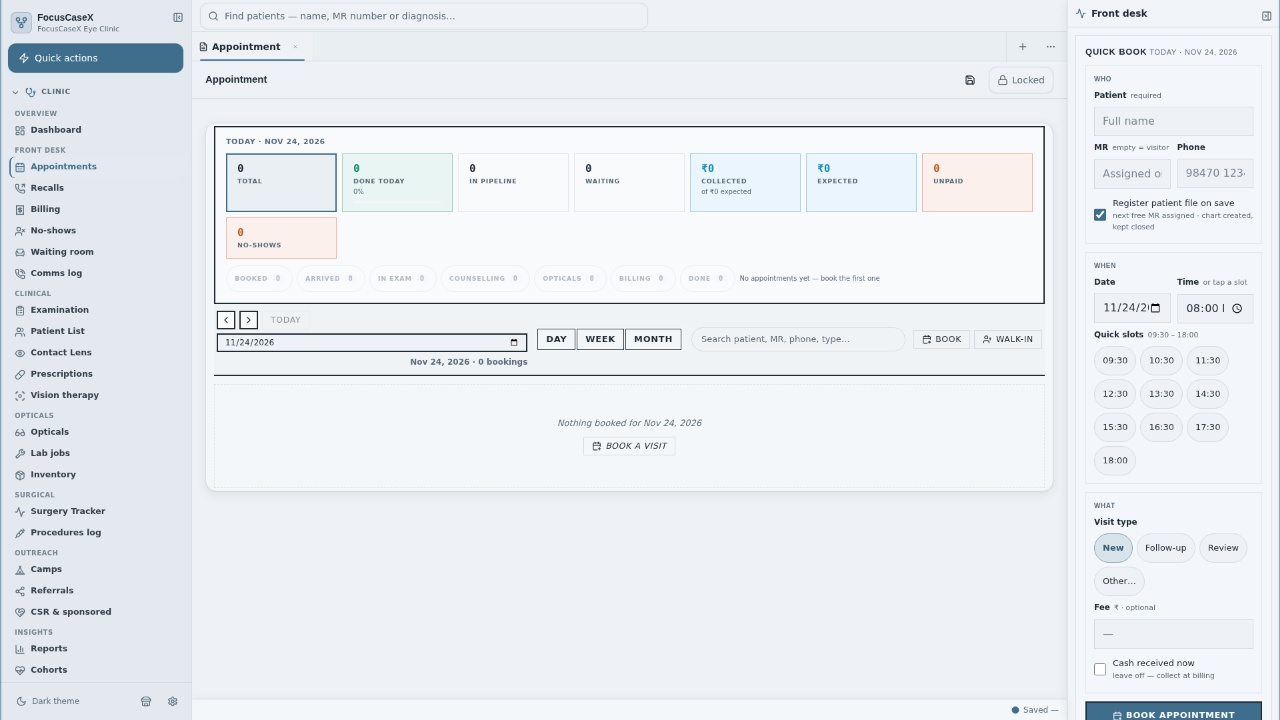 FocusCaseX
FocusCaseX Eye Clinic
Quick actions
CLINIC
OVERVIEW
Dashboard
FRONT DESK
Appointments
Recalls
Billing
No-shows
Waiting room
Comms log
CLINICAL
Examination
Patient List
Contact Lens
Prescriptions
Vision therapy
OPTICALS
Opticals
Lab jobs
Inventory
SURGICAL
Surgery Tracker
Procedures log
OUTREACH
Camps
Referrals
CSR & sponsored
INSIGHTS
Reports
Cohorts
Dark theme
Find patients — name, MR number or diagnosis...
Appointment
Appointment
Locked
TODAY · NOV 24, 2026
0
TOTAL
0
DONE TODAY
0%
0
IN PIPELINE
0
WAITING
₹0
COLLECTED
of ₹0 expected
₹0
EXPECTED
0
UNPAID
0
NO-SHOWS
BOOKED 0
ARRIVED 0
IN EXAM 0
COUNSELLING 0
OPTICALS 0
BILLING 0
DONE 0
No appointments yet — book the first one
TODAY
11/24/2026
Nov 24, 2026 · 0 bookings
DAY
WEEK
MONTH
Search patient, MR, phone, type...
BOOK
WALK-IN
Nothing booked for Nov 24, 2026
BOOK A VISIT
Saved —
Front desk
QUICK BOOK TODAY · NOV 24, 2026
WHO
Patient required
Full name
MR empty = visitor
Phone
Assigned o
98470 1234
Register patient file on save
next free MR assigned · chart created,
kept closed
WHEN
Date
Time or tap a slot
11/24/2
08:00
Quick slots 09:30 – 18:00
09:30
10:30
11:30
12:30
13:30
14:30
15:30
16:30
17:30
18:00
WHAT
Visit type
New
Follow-up
Review
Other...
Fee ₹ · optional
—
Cash received now
leave off — collect at billing
BOOK APPOINTMENT